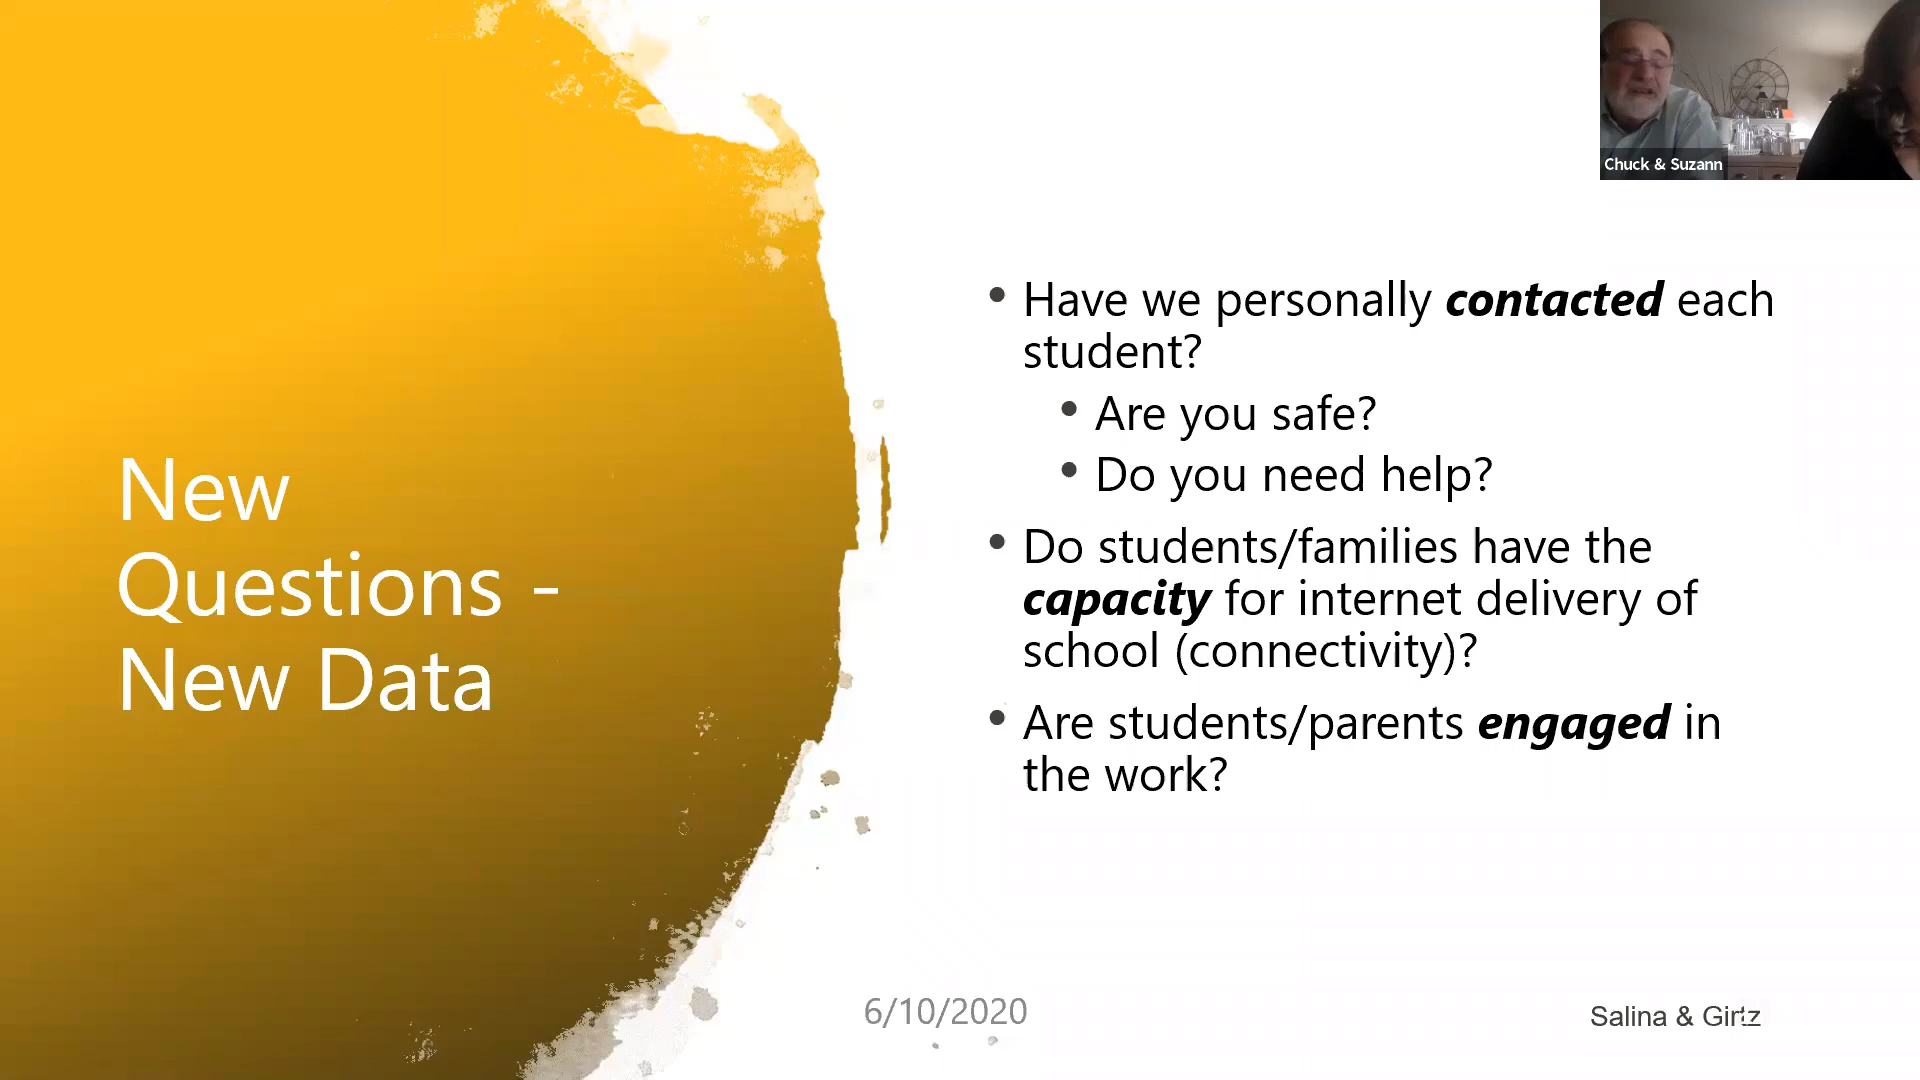 Chuck & Suzann
New
Questions -
New Data
• Have we personally contacted each
student?
• Are you safe?
• Do you need help?
• Do students/families have the
capacity for internet delivery of
school (connectivity)?
• Are students/parents engaged in
the work?
6/10/2020
Salina & Girtz